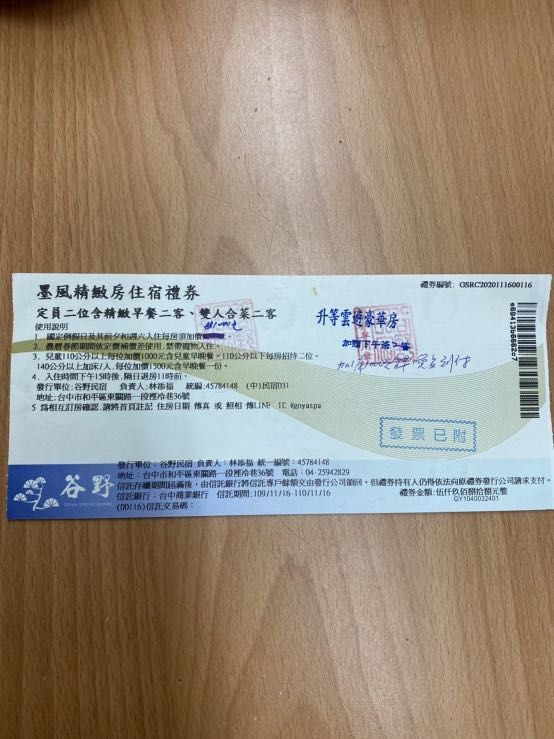 禮券編號: GSRC2020111600116
墨風精緻房住宿禮券
定員二位含精緻早餐二客、雙人合菜二客
使用說明
1. 國定例假日及其前夕和週六入住每房須加價
2. 農曆春節期間依定價補價差使用,禁帶寵物入住。
3. 兒童110公分以上每位加價1000元含兒童早晚餐,110公分以下每房招待二位。
140公分以上加床/人,每位加價1500元含早晚餐一份。
4. 入住時間下午15時後,隔日退房11時前。
發行單位: 谷野民宿 負責人: 林添福 統一編號: 45784148 (中)民宿031
地址: 台中市和平區東關路一段裡冷巷36號
5 為相互訂房確認,請將首頁註記 住房日期 傳真 或 照相 傳LINE
@goyaspa
升等雲遊豪華房
加贈下午茶二客
發票已附
谷野
發行單位: 谷野民宿 負責人: 林添福 統一編號: 45784148
地址: 台中市和平區東關路一段裡冷巷36號 電話: 04 25942829
信託存續期間屆滿後,由信託銀行將信託專戶餘額交由發行公司領回,但禮券持有人仍得依法向原禮券發行公司請求支付。
信託銀行: 台中商業銀行 信託期間:109/11/16-110/11/16
禮券金額: 伍仟玖佰捌拾捌元整
(00116)信託交易碼:
GY1040032401